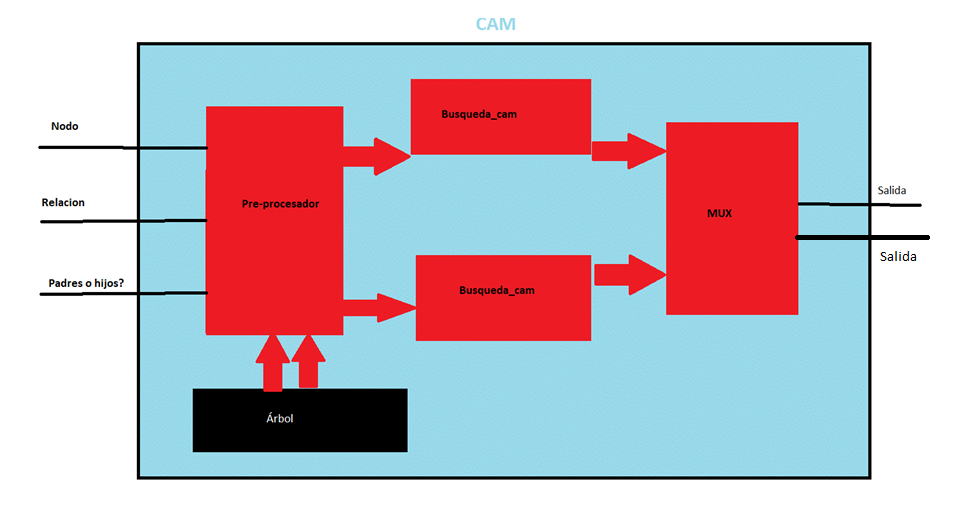 CAM
Nodo
Busqueda_cam
Relacion
Pre-procesador
MUX
Salida
Salida
Padres o hijos?
Busqueda_cam
Árbol